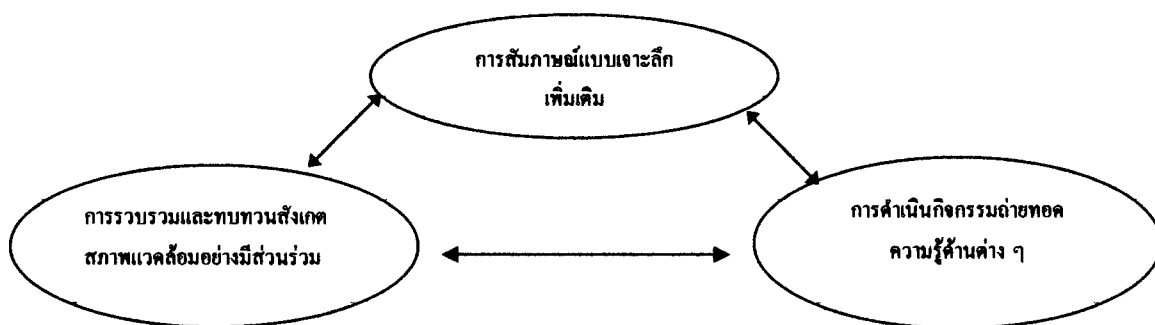 การสัมภาษณ์แบบเจาะลึก
เพิ่มเติม
การรวบรวมและทบทวนสังเกต
สภาพแวดล้อมอย่างมีส่วนร่วม
การดำเนินกิจกรรมถ่ายทอด
ความรู้ด้านต่าง ๆ